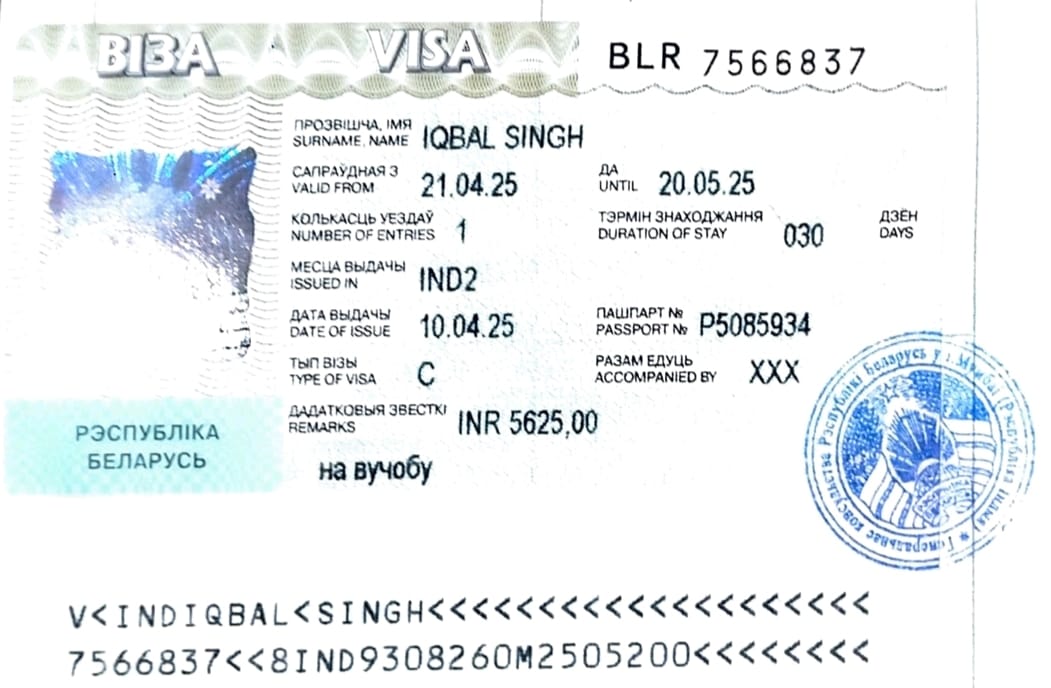 ВІЗА VISA BLR 7566837
ПРОЗВІШЧА, ІМЯ
SURNAME, NAME IQBAL SINGH
САПРАЎДНАЯ З
VALID FROM 21.04.25
ДА
UNTIL 20.05.25
КОЛЬКАСЦЬ УЕЗДАЎ
NUMBER OF ENTRIES 1
ТЭРМІН ЗНАХОДЖАННЯ
DURATION OF STAY 030
ДЗЁН
DAYS
МЕСЦА ВЫДАЧЫ
ISSUED IN IND2
ДАТА ВЫДАЧЫ
DATE OF ISSUE 10.04.25
ПАШПАРТ №
PASSPORT № P5085934
ТЫП ВІЗЫ
TYPE OF VISA C
РАЗАМ ЕДУЦЬ
ACCOMPANIED BY XXX
ДАДАТКОВЫЯ ЗВЕСТКІ
REMARKS INR 5625,00
на вучобу
РЭСПУБЛІКА
БЕЛАРУСЬ
Генеральнае консульства Рэспублікі Беларусь у г. Мумбаі (Рэспубліка Індыя)
V<INDIQBAL<SINGH<<<<<<<<<<<<<<<<<<<<<<<<
7566837<<8IND9308260M2505200<<<<<<<<